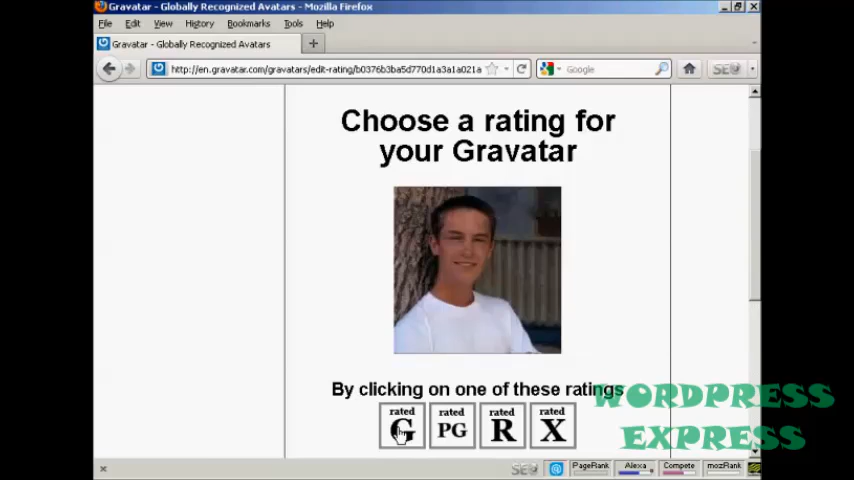 Gravatar - Globally Recognized Avatars - Mozilla Firefox
File Edit View History Bookmarks Tools Help
Gravatar - Globally Recognized Avatars
http://en.gravatar.com/gravatars/edit-rating/b0376b3ba5d770d1a3a1a021a
Google
SEO
Choose a rating for
your Gravatar
By clicking on one of these ratings
WORDPRESS
rated rated rated rated
G PG R X
EXPRESS
SEO PageRank Alexa Compete mozRank